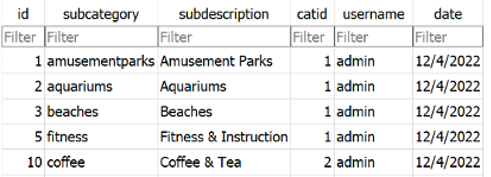 id subcategory subdescription catid username date
Filter Filter Filter Filter Filter Filter
1 amusementparks Amusement Parks 1 admin 12/4/2022
2 aquariums Aquariums 1 admin 12/4/2022
3 beaches Beaches 1 admin 12/4/2022
5 fitness Fitness & Instruction 1 admin 12/4/2022
10 coffee Coffee & Tea 2 admin 12/4/2022